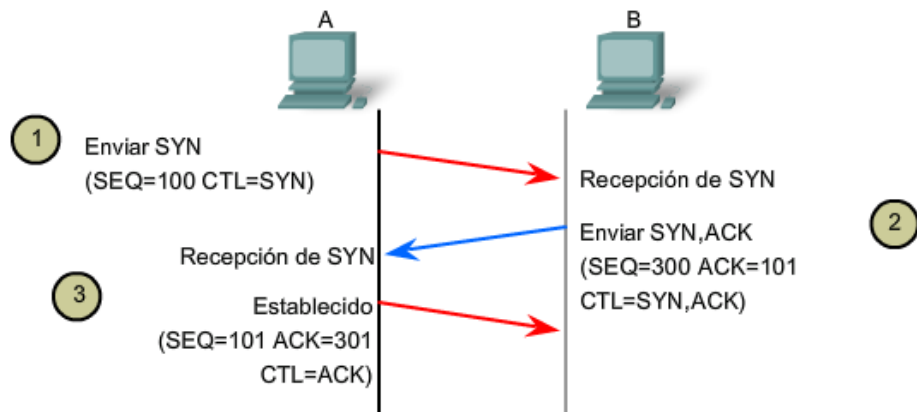 A
B
1
Enviar SYN
(SEQ=100 CTL=SYN)
Recepción de SYN
2
Enviar SYN,ACK
(SEQ=300 ACK=101
CTL=SYN,ACK)
Recepción de SYN
3
Establecido
(SEQ=101 ACK=301
CTL=ACK)